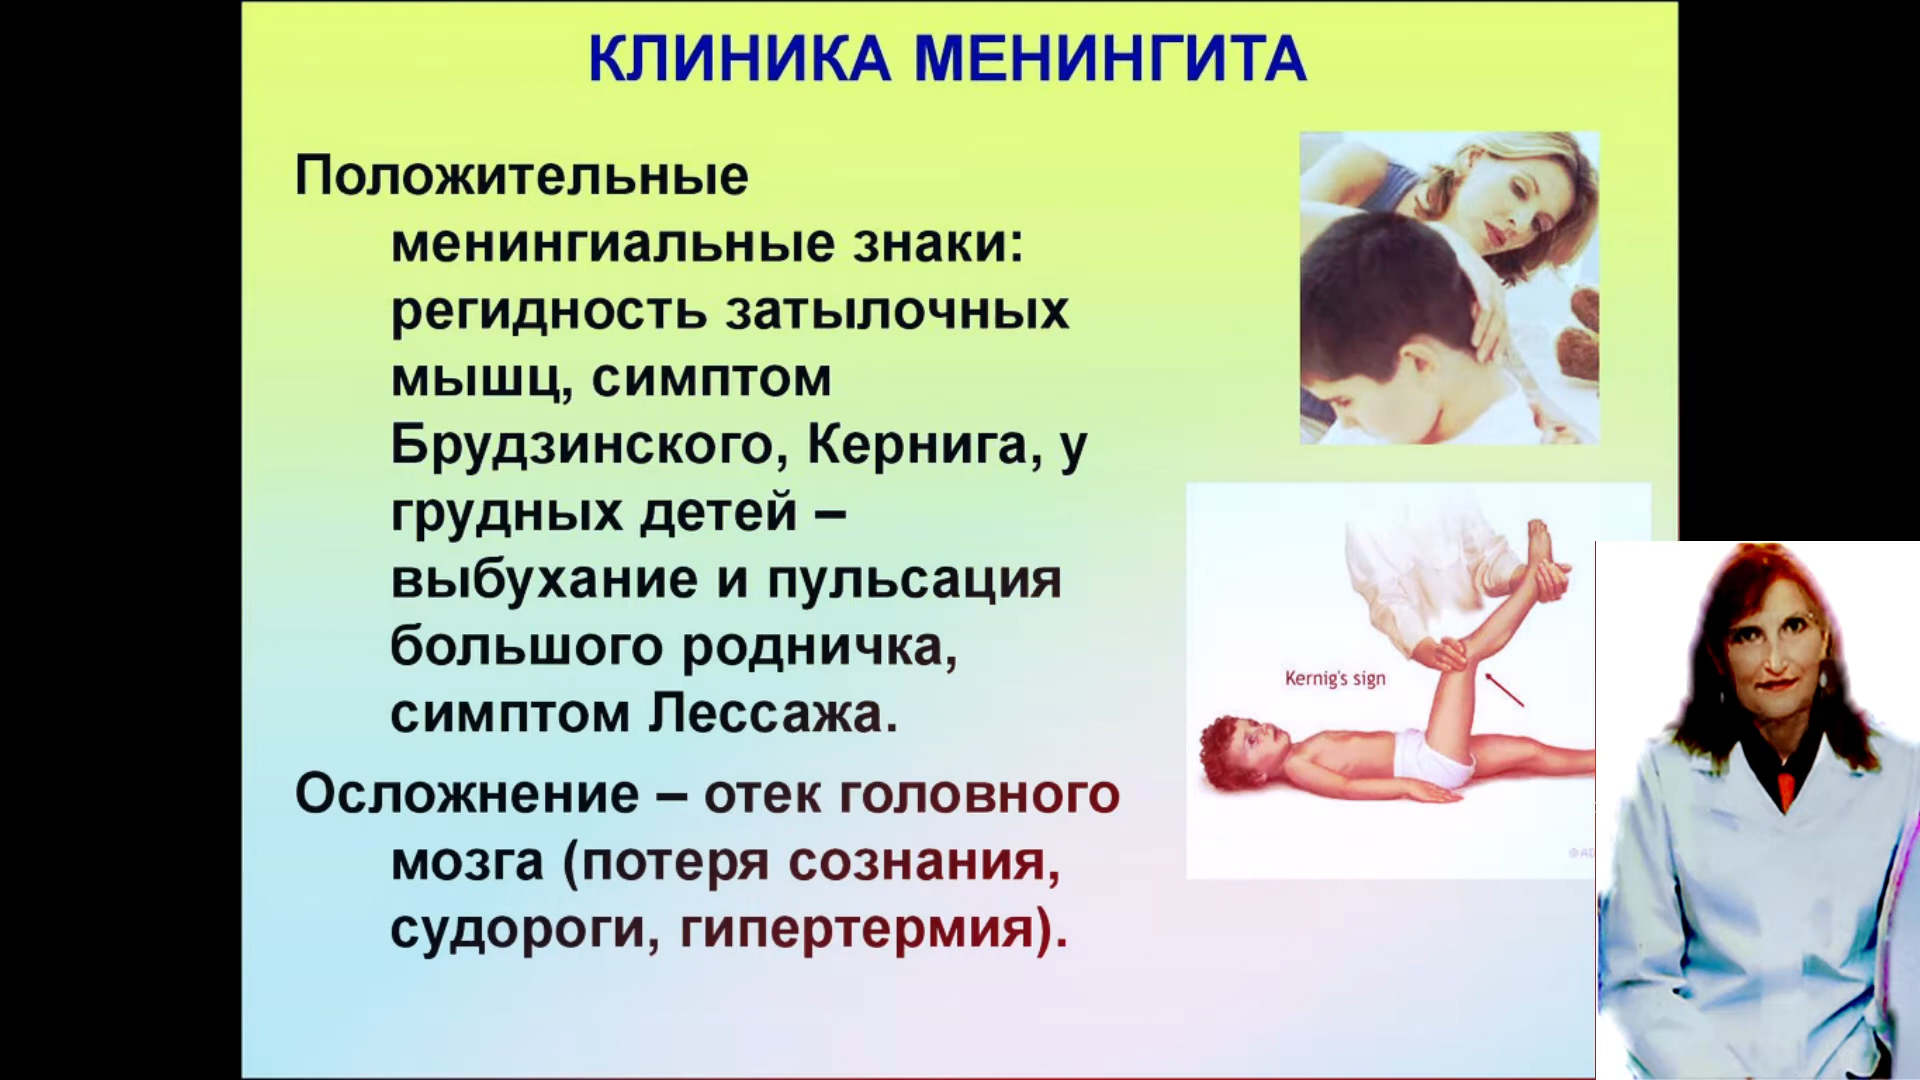 КЛИНИКА МЕНИНГИТА
Положительные
менингиальные знаки:
регидность затылочных
мышц, симптом
Брудзинского, Кернига, у
грудных детей –
выбухание и пульсация
большого родничка,
симптом Лессажа.
Осложнение – отек головного
мозга (потеря сознания,
судороги, гипертермия).
Kernig's sign